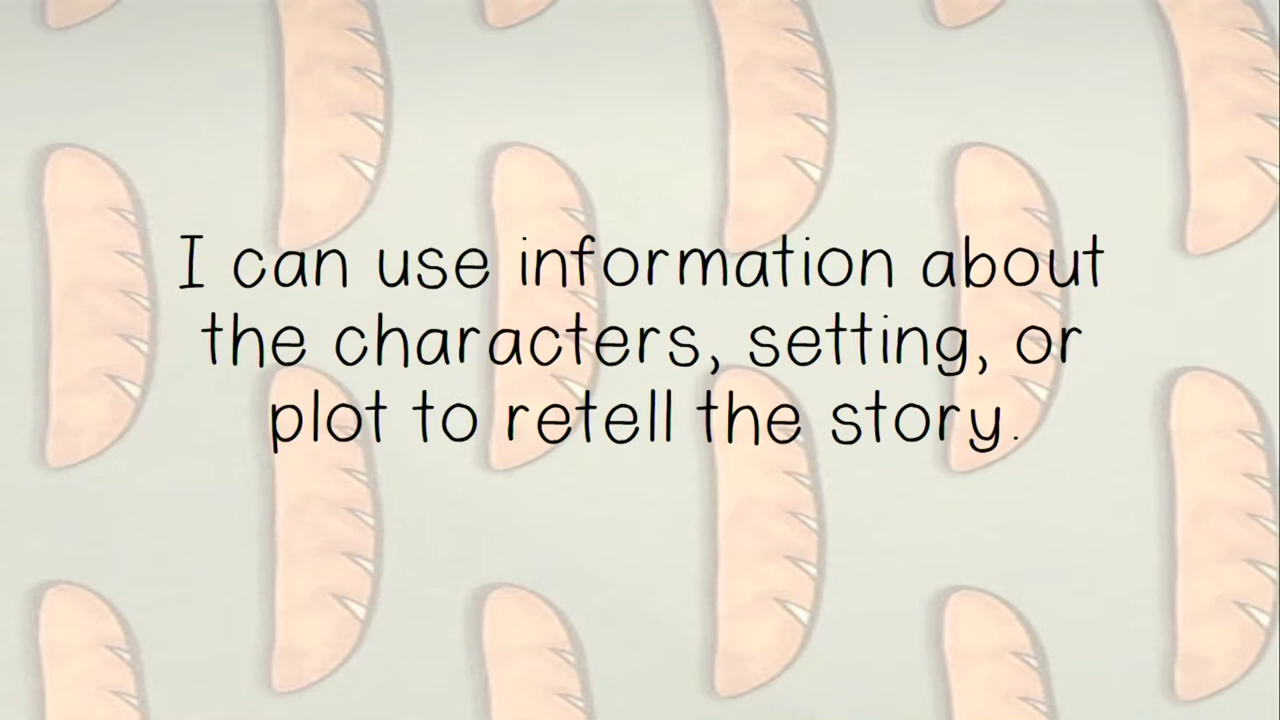 I can use information about
the characters, setting, or
plot to retell the story.